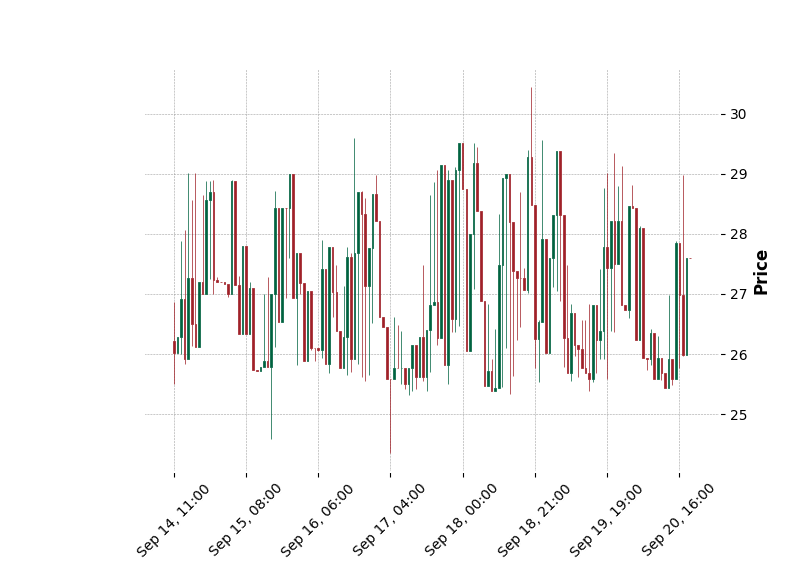 30
29
28
27
26
25
Price
Sep 14, 11:00
Sep 15, 08:00
Sep 16, 06:00
Sep 17, 04:00
Sep 18, 00:00
Sep 18, 21:00
Sep 19, 19:00
Sep 20, 16:00